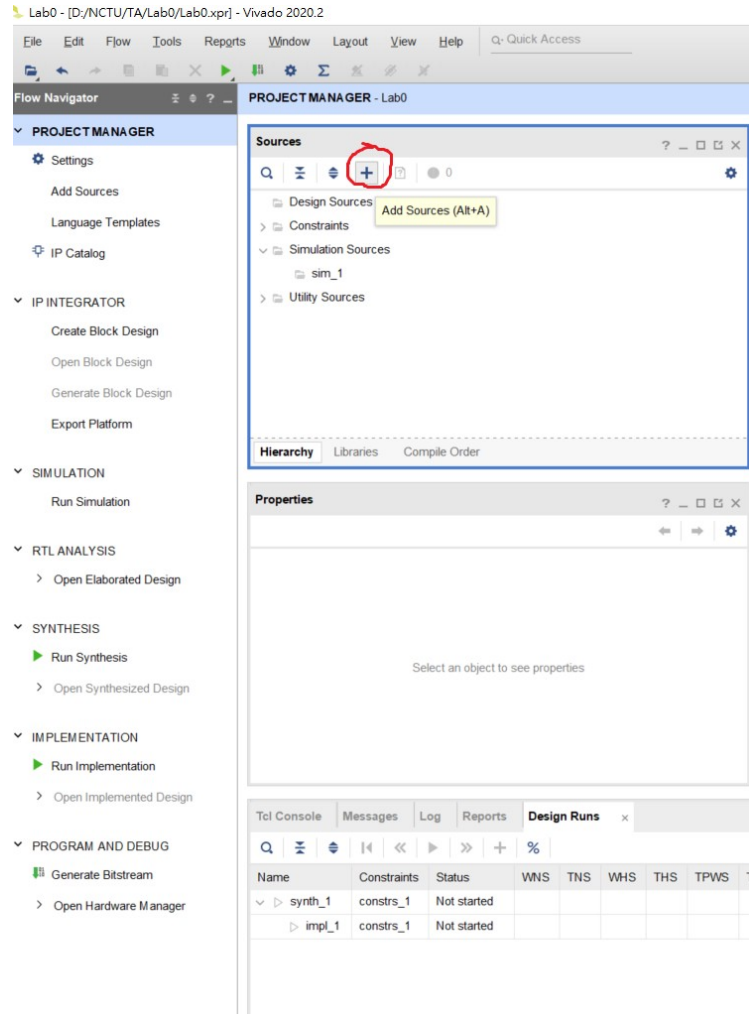 Lab0 - [D:/NCTU/TA/Lab0/Lab0.xpr] - Vivado 2020.2
File Edit Flow Tools Reports Window Layout View Help Quick Access
Flow Navigator
PROJECT MANAGER
Settings
Add Sources
Language Templates
IP Catalog
IP INTEGRATOR
Create Block Design
Open Block Design
Generate Block Design
Export Platform
SIMULATION
Run Simulation
RTL ANALYSIS
Open Elaborated Design
SYNTHESIS
Run Synthesis
Open Synthesized Design
IMPLEMENTATION
Run Implementation
Open Implemented Design
PROGRAM AND DEBUG
Generate Bitstream
Open Hardware Manager
PROJECT MANAGER - Lab0
Sources
0
Design Sources
Add Sources (Alt+A)
Constraints
Simulation Sources
sim_1
Utility Sources
Hierarchy Libraries Compile Order
Properties
Select an object to see properties
Tcl Console Messages Log Reports Design Runs
Name Constraints Status WNS TNS WHS THS TPWS
synth_1 constrs_1 Not started
impl_1 constrs_1 Not started